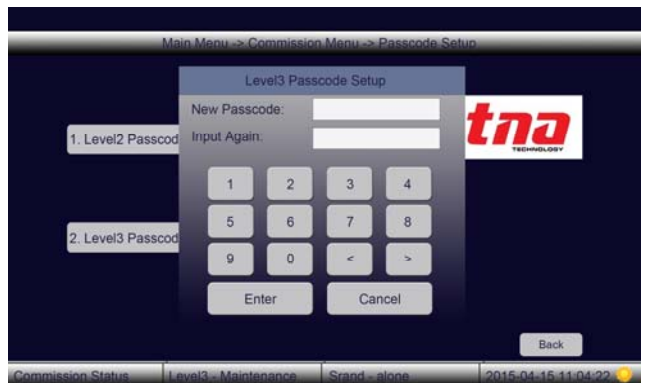 Main Menu -> Commission Menu -> Passcode Setup
Level3 Passcode Setup
New Passcode:
Input Again:
1. Level2 Passcod
tna
TECHNOLOGY
1 2 3 4
5 6 7 8
2. Level3 Passcod
9 0 < >
Enter Cancel
Back
Commission Status Level3 - Maintenance Srand - alone 2015-04-15 11:04:22